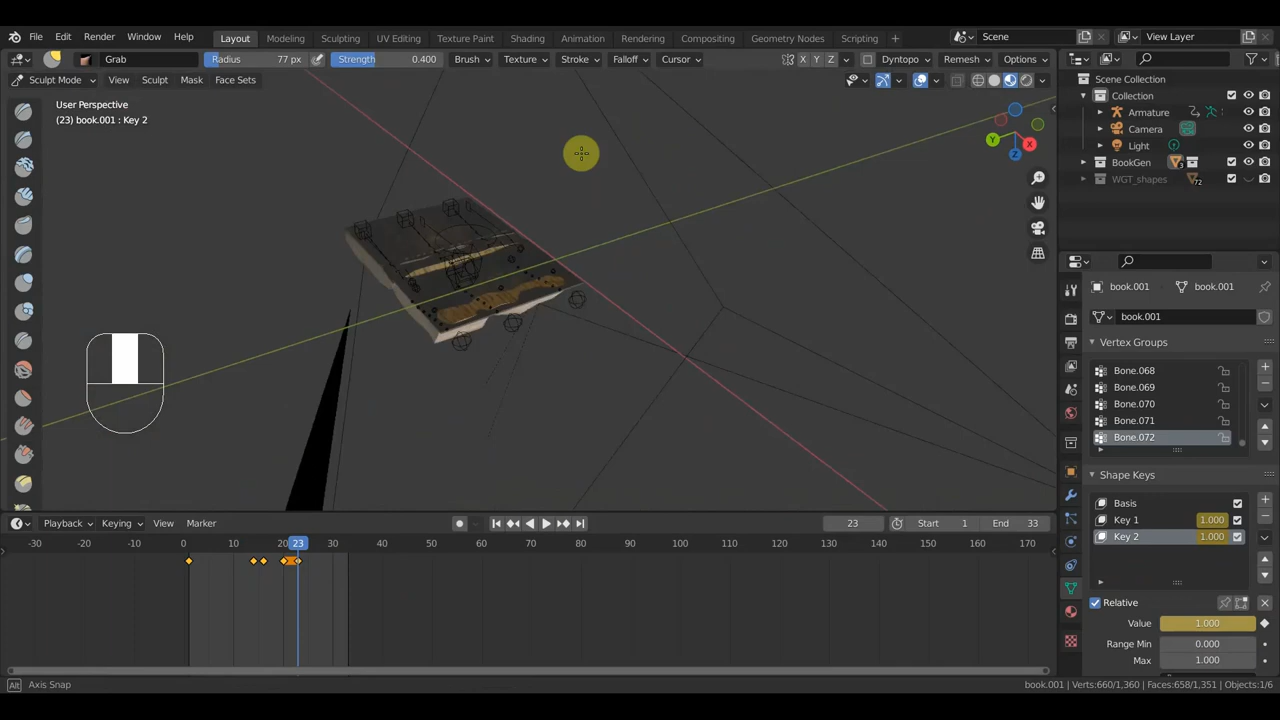 File Edit Render Window Help Layout Modeling Sculpting UV Editing Texture Paint Shading Animation Rendering Compositing Geometry Nodes Scripting + Scene View Layer
Grab Radius 77 px Strength 0.400 Brush Texture Stroke Falloff Cursor X Y Z Dyntopo Remesh Options
Sculpt Mode View Sculpt Mask Face Sets
User Perspective
(23) book.001 : Key 2
Y X Z
Scene Collection
Collection
Armature
Camera
Light
BookGen 3
WGT_shapes 72
book.001 book.001
book.001
Vertex Groups
Bone.068
Bone.069
Bone.070
Bone.071
Bone.072
Shape Keys
Basis
Key 1 1.000
Key 2 1.000
Relative
Value 1.000
Range Min 0.000
Max 1.000
Playback Keying View Marker 23 Start 1 End 33
-30 -20 -10 0 10 20 23 30 40 50 60 70 80 90 100 110 120 130 140 150 160 170
Alt Axis Snap book.001 | Verts:660/1,360 | Faces:658/1,351 | Objects:1/6